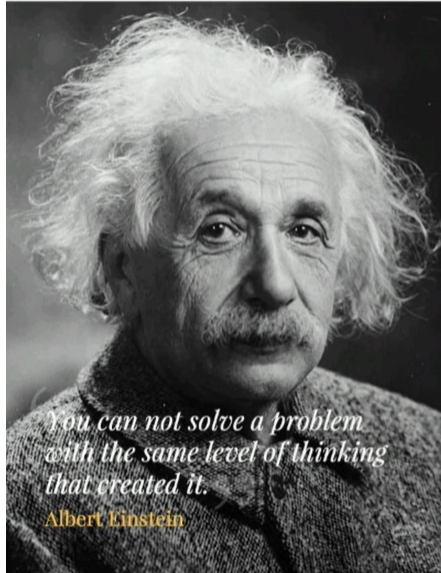 You can not solve a problem
with the same level of thinking
that created it.
Albert Einstein